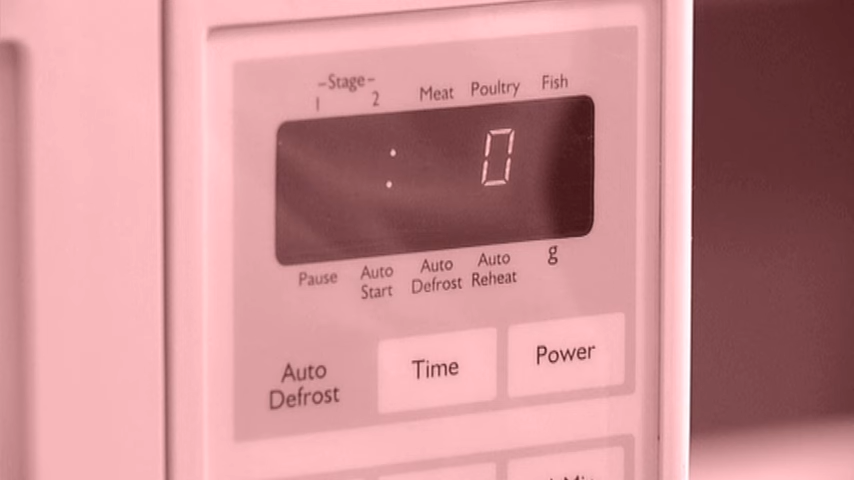 –Stage–
1 2 Meat Poultry Fish
: 0
Pause Auto Start Auto Defrost Auto Reheat g
Auto Defrost
Time
Power